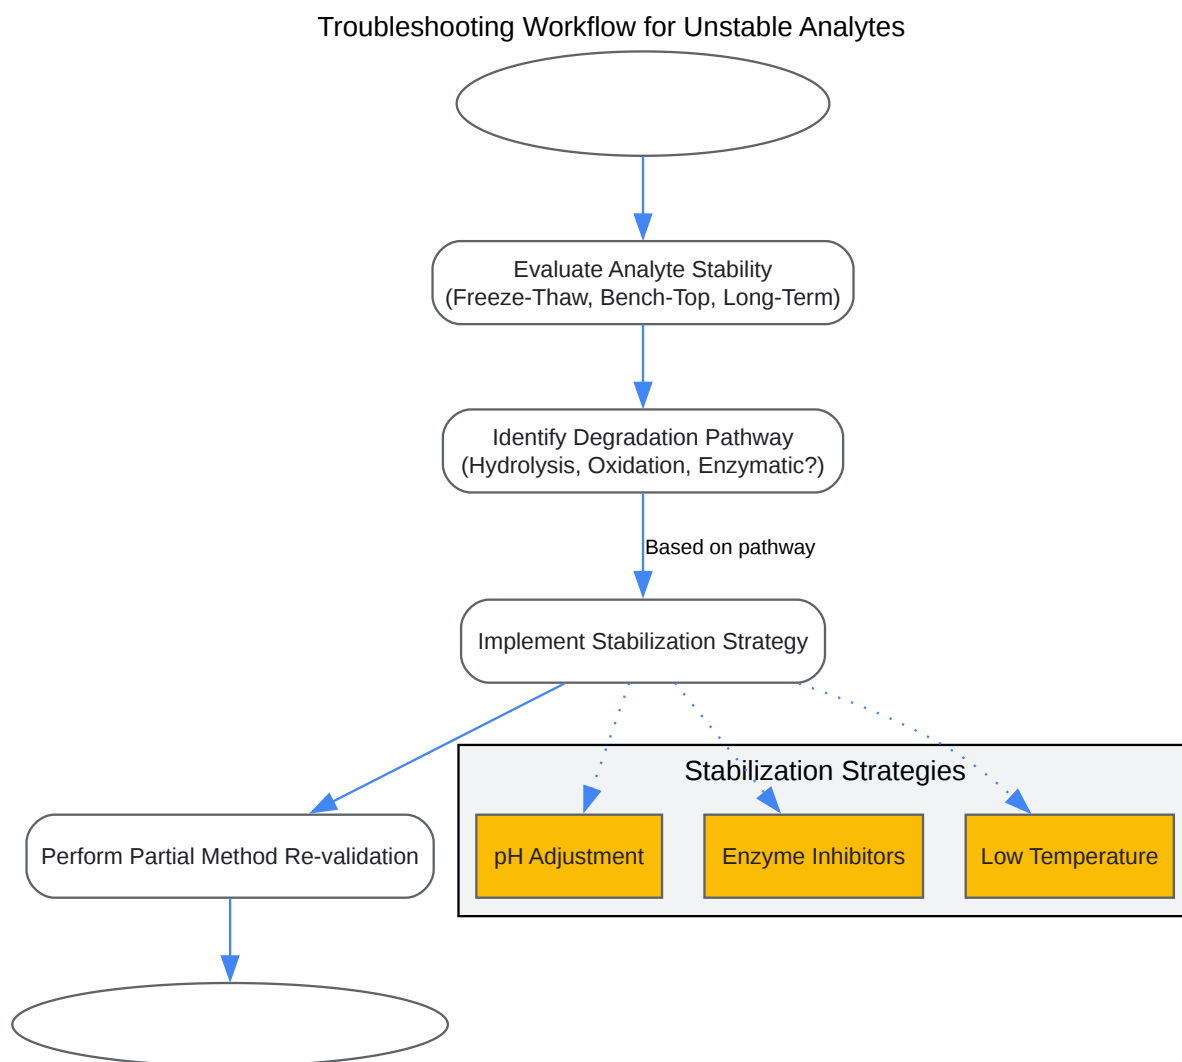 Troubleshooting Workflow for Unstable Analytes
Evaluate Analyte Stability
(Freeze-Thaw, Bench-Top, Long-Term)
Identify Degradation Pathway
(Hydrolysis, Oxidation, Enzymatic?)
Based on pathway
Implement Stabilization Strategy
Stabilization Strategies
Perform Partial Method Re-validation
pH Adjustment
Enzyme Inhibitors
Low Temperature